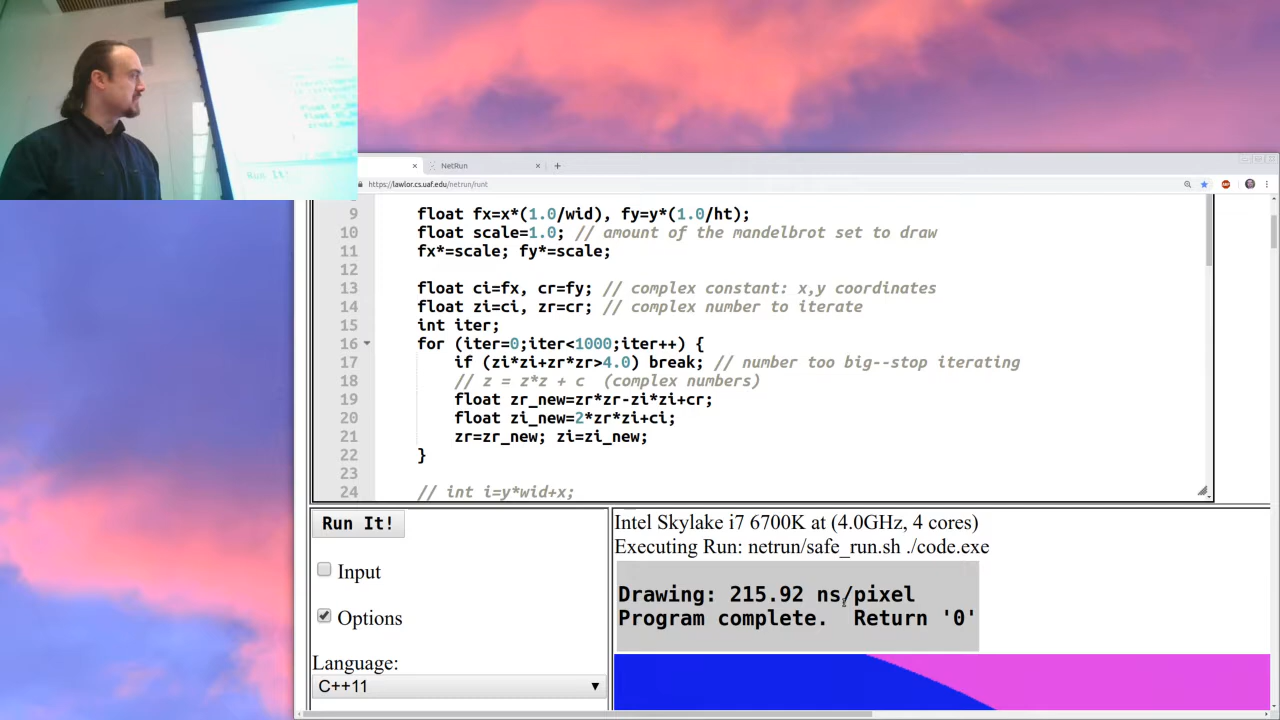 Run It!
NetRun
https://lawlor.cs.uaf.edu/netrun/runt
9 float fx=x*(1.0/wid), fy=y*(1.0/ht);
10 float scale=1.0; // amount of the mandelbrot set to draw
11 fx*=scale; fy*=scale;
12
13 float ci=fx, cr=fy; // complex constant: x,y coordinates
14 float zi=ci, zr=cr; // complex number to iterate
15 int iter;
16 for (iter=0;iter<1000;iter++) {
17 if (zi*zi+zr*zr>4.0) break; // number too big--stop iterating
18 // z = z*z + c (complex numbers)
19 float zr_new=zr*zr-zi*zi+cr;
20 float zi_new=2*zr*zi+ci;
21 zr=zr_new; zi=zi_new;
22 }
23
24 // int i=y*wid+x;
Run It!
Input
Options
Language:
C++11
Intel Skylake i7 6700K at (4.0GHz, 4 cores)
Executing Run: netrun/safe_run.sh ./code.exe
Drawing: 215.92 ns/pixel
Program complete. Return '0'